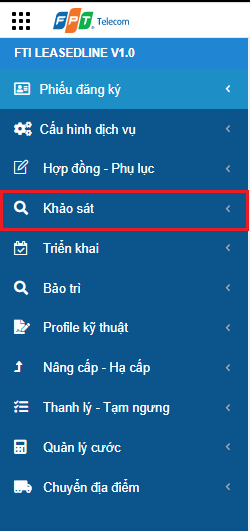 FPT Telecom
FTI LEASEDLINE V1.0
Phiếu đăng ký
Cấu hình dịch vụ
Hợp đồng - Phụ lục
Khảo sát
Triển khai
Bảo trì
Profile kỹ thuật
Nâng cấp - Hạ cấp
Thanh lý - Tạm ngưng
Quản lý cước
Chuyển địa điểm